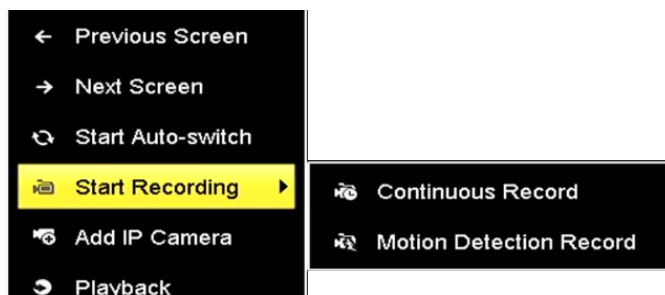 Previous Screen
Next Screen
Start Auto-switch
Start Recording
Continuous Record
Motion Detection Record
Add IP Camera
Playback